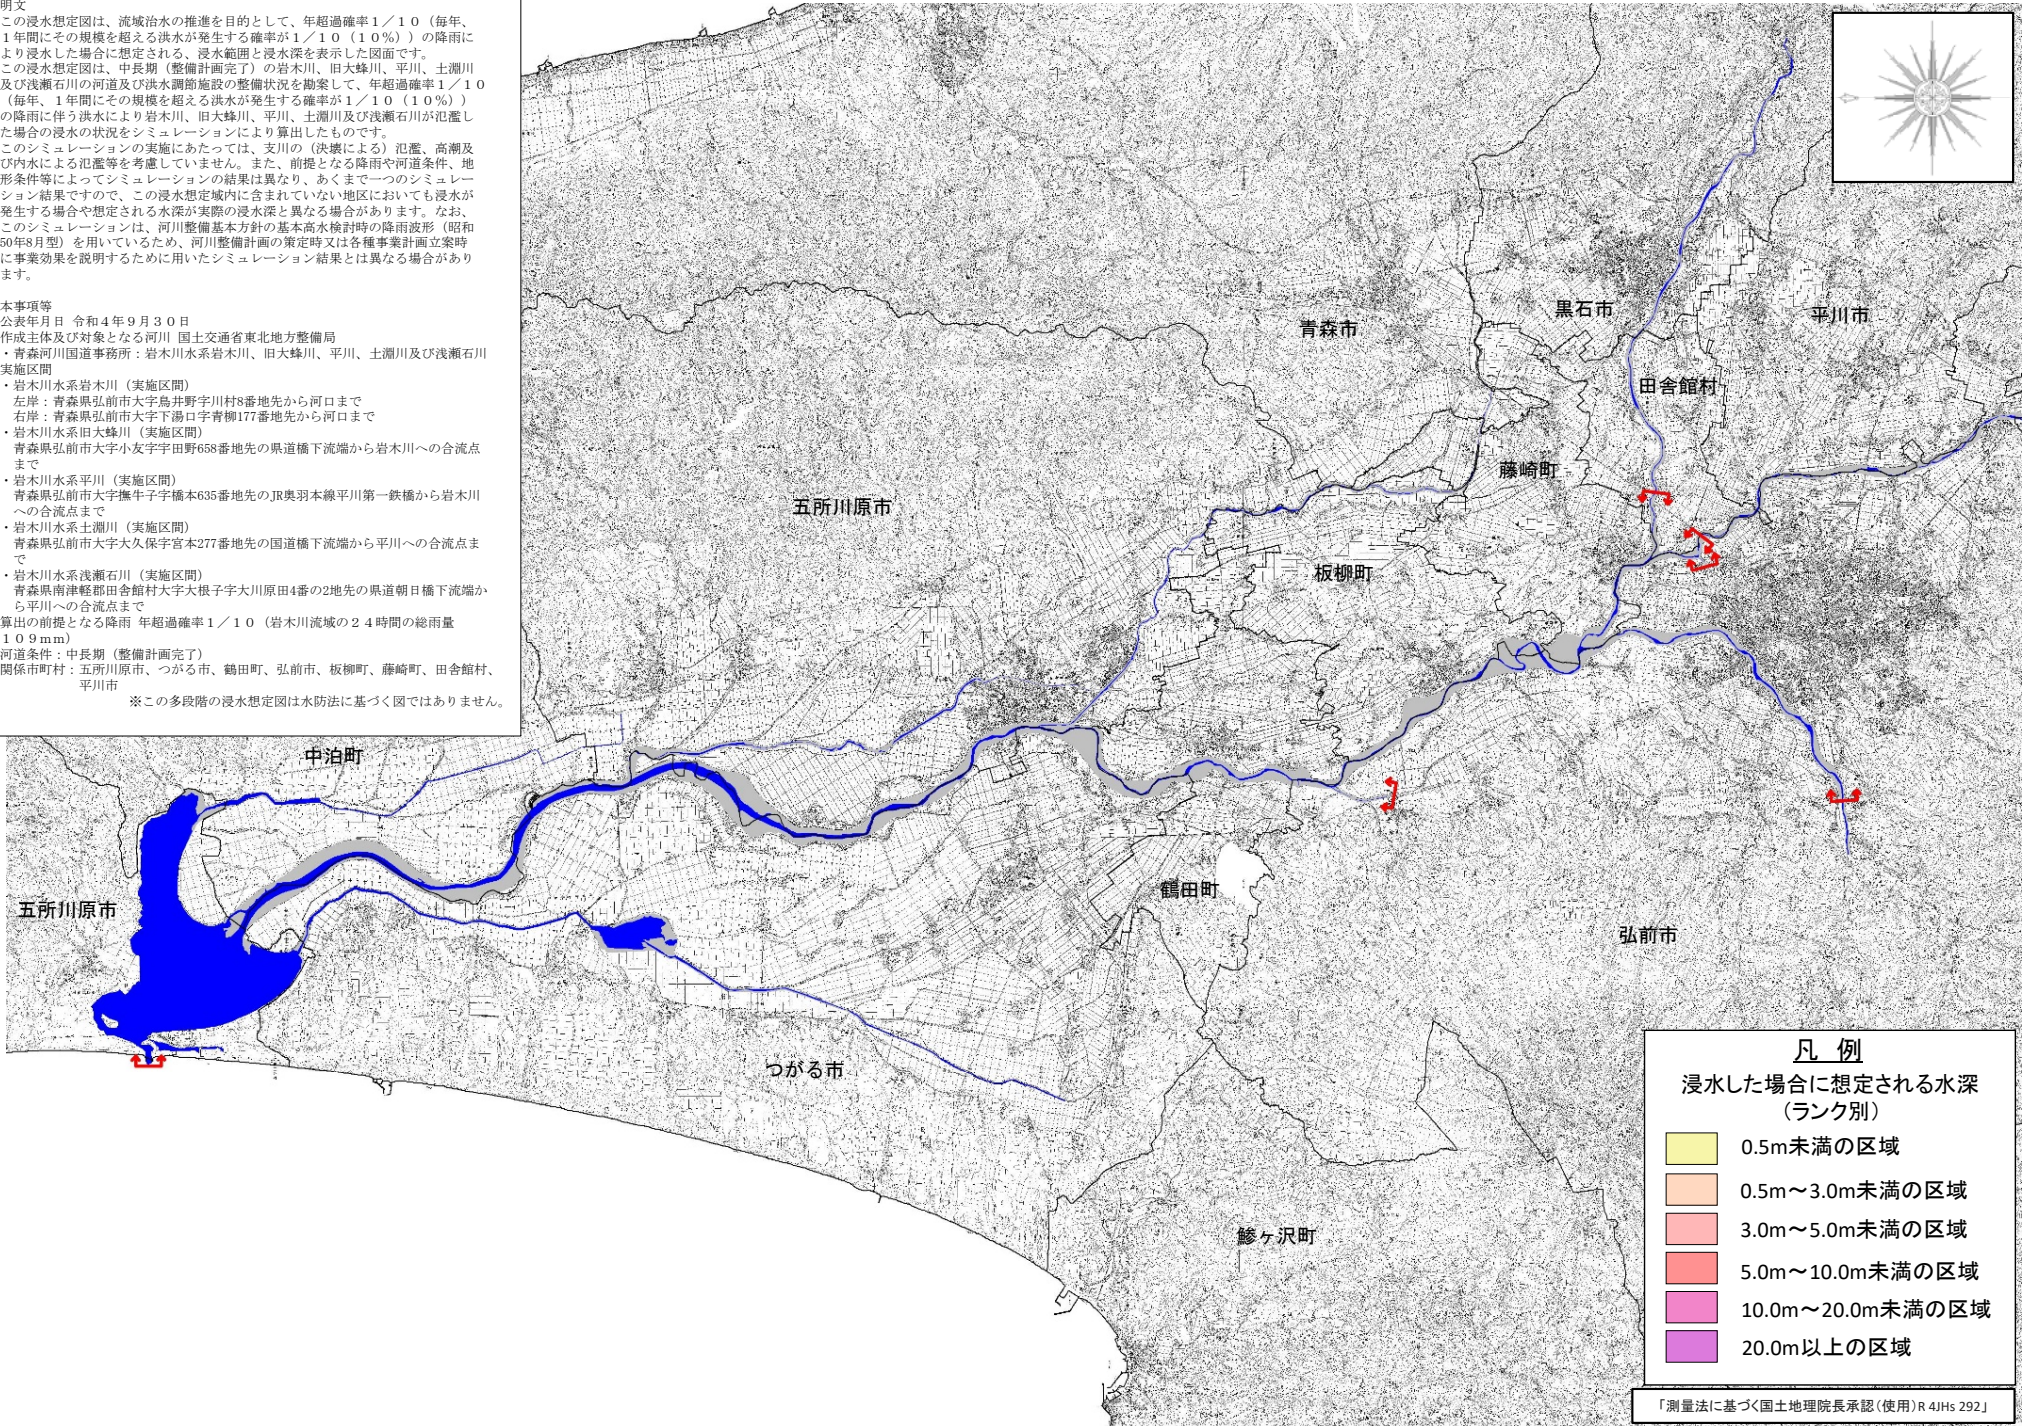 明文
この浸水想定図は、流域治水の推進を目的として、年超過確率１／１０（毎年、
１年間にその規模を超える洪水が発生する確率が１／１０（１０％））の降雨に
より浸水した場合に想定される、浸水範囲と浸水深を表示した図面です。
この浸水想定図は、中長期（整備計画完了）の岩木川、旧大蜂川、平川、土淵川
及び浅瀬石川の河道及び洪水調節施設の整備状況を勘案して、年超過確率１／１０
（毎年、１年間にその規模を超える洪水が発生する確率が１／１０（１０％））
の降雨に伴う洪水により岩木川、旧大蜂川、平川、土淵川及び浅瀬石川が氾濫し
た場合の浸水の状況をシミュレーションにより算出したものです。
このシミュレーションの実施にあたっては、支川の（決壊による）氾濫、高潮及
び内水による氾濫等を考慮していません。また、前提となる降雨や河道条件、地
形条件等によってシミュレーションの結果は異なり、あくまで一つのシミュレー
ション結果ですので、この浸水想定域内に含まれていない地区においても浸水が
発生する場合や想定される水深が実際の浸水深と異なる場合があります。なお、
このシミュレーションは、河川整備基本方針の基本高水検討時の降雨波形（昭和
50年8月型）を用いているため、河川整備計画の策定時又は各種事業計画立案時
に事業効果を説明するために用いたシミュレーション結果とは異なる場合があり
ます。
本事項等
公表年月日 令和４年９月３０日
作成主体及び対象となる河川 国土交通省東北地方整備局
・青森河川国道事務所：岩木川水系岩木川、旧大蜂川、平川、土淵川及び浅瀬石川
実施区間
・岩木川水系岩木川（実施区間）
左岸：青森県弘前市大字鳥井野字川村8番地先から河口まで
右岸：青森県弘前市大字下湯口字青柳177番地先から河口まで
・岩木川水系旧大蜂川（実施区間）
青森県弘前市大字小友字宇田野658番地先の県道橋下流端から岩木川への合流点
まで
・岩木川水系平川（実施区間）
青森県弘前市大字撫牛子字橋本635番地先のJR奥羽本線平川第一鉄橋から岩木川
への合流点まで
・岩木川水系土淵川（実施区間）
青森県弘前市大字大久保字宮本277番地先の国道橋下流端から平川への合流点ま
で
・岩木川水系浅瀬石川（実施区間）
青森県南津軽郡田舎館村大字大根子字大川原田4番の2地先の県道朝日橋下流端か
ら平川への合流点まで
算出の前提となる降雨 年超過確率１／１０（岩木川流域の２４時間の総雨量
１０９mm）
河道条件：中長期（整備計画完了）
関係市町村：五所川原市、つがる市、鶴田町、弘前市、板柳町、藤崎町、田舎館村、
平川市
※この多段階の浸水想定図は水防法に基づく図ではありません。
黒石市
平川市
青森市
田舎館村
藤崎町
五所川原市
板柳町
中泊町
鶴田町
五所川原市
弘前市
つがる市
鰺ヶ沢町
凡 例
浸水した場合に想定される水深
（ランク別）
0.5m未満の区域
0.5m～3.0m未満の区域
3.0m～5.0m未満の区域
5.0m～10.0m未満の区域
10.0m～20.0m未満の区域
20.0m以上の区域
「測量法に基づく国土地理院長承認（使用）R 4JHs 292」